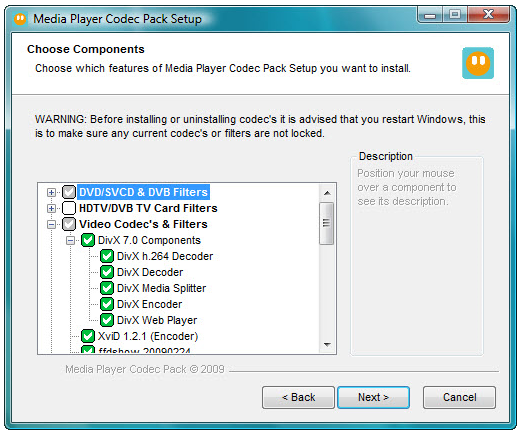 Media Player Codec Pack Setup
Choose Components
Choose which features of Media Player Codec Pack Setup you want to install.
WARNING: Before installing or uninstalling codec's it is advised that you restart Windows, this
is to make sure any current codec's or filters are not locked.
Description
Position your mouse
over a component to
see its description.
DVD/SVCD & DVB Filters
HDTV/DVB TV Card Filters
Video Codec's & Filters
DivX 7.0 Components
DivX h.264 Decoder
DivX Decoder
DivX Media Splitter
DivX Encoder
DivX Web Player
XviD 1.2.1 (Encoder)
ffdshow 20090224
Media Player Codec Pack © 2009
< Back
Next >
Cancel